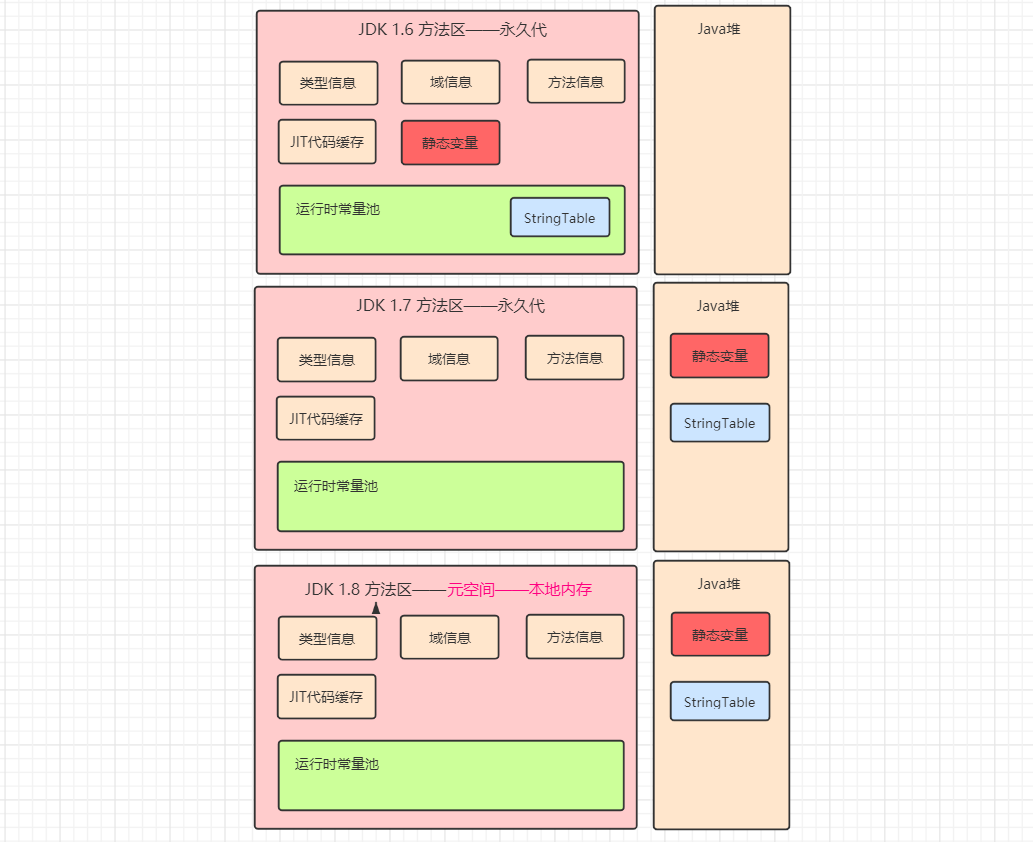 JDK 1.6 方法区——永久代
Java堆
类型信息
域信息
方法信息
JIT代码缓存
静态变量
运行时常量池
StringTable
JDK 1.7 方法区——永久代
Java堆
类型信息
域信息
方法信息
静态变量
JIT代码缓存
StringTable
运行时常量池
JDK 1.8 方法区——元空间——本地内存
Java堆
类型信息
域信息
方法信息
静态变量
JIT代码缓存
StringTable
运行时常量池